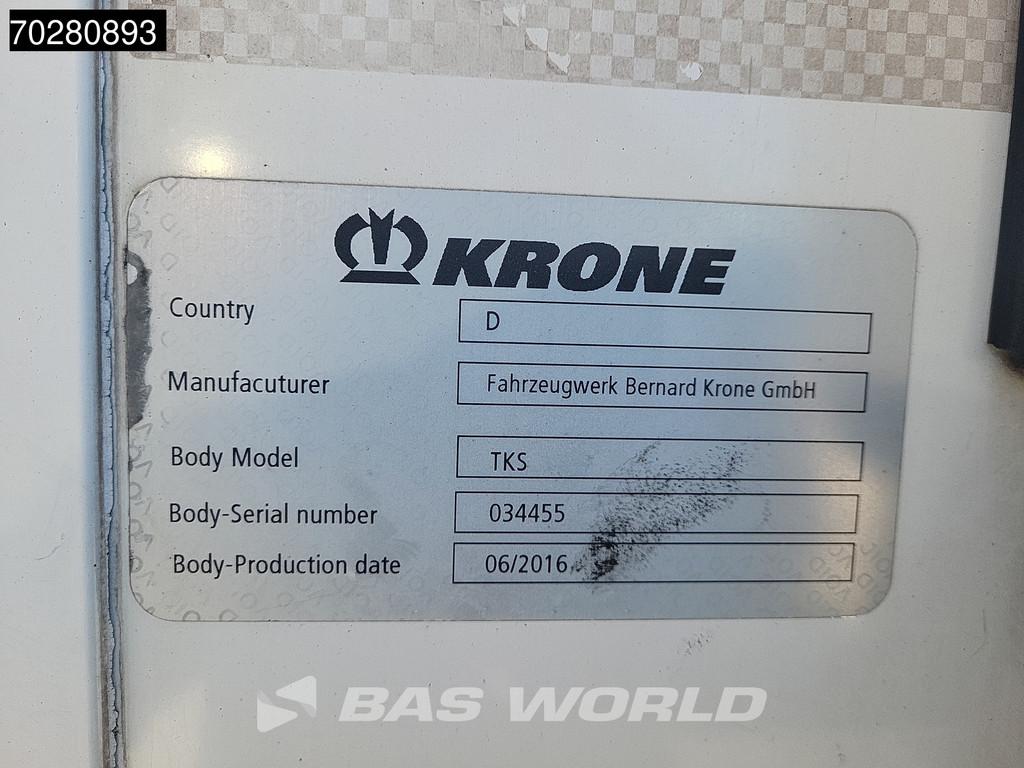 70280893
KRONE
Country D
Manufacuturer Fahrzeugwerk Bernard Krone GmbH
Body Model TKS
Body-Serial number 034455
Body-Production date 06/2016
BAS WORLD